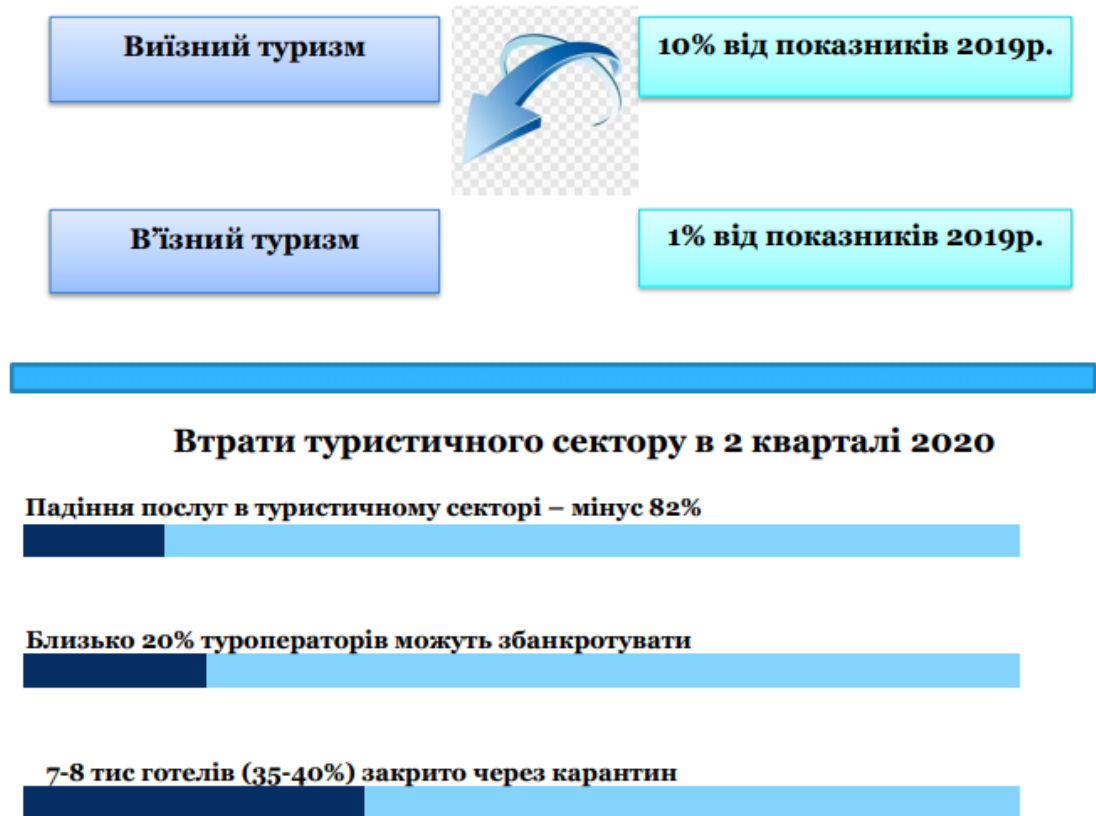 Виїзний туризм
10% від показників 2019р.
В’їзний туризм
1% від показників 2019р.
Втрати туристичного сектору в 2 кварталі 2020
Падіння послуг в туристичному секторі – мінус 82%
Близько 20% туроператорів можуть збанкротувати
7-8 тис готелів (35-40%) закрито через карантин